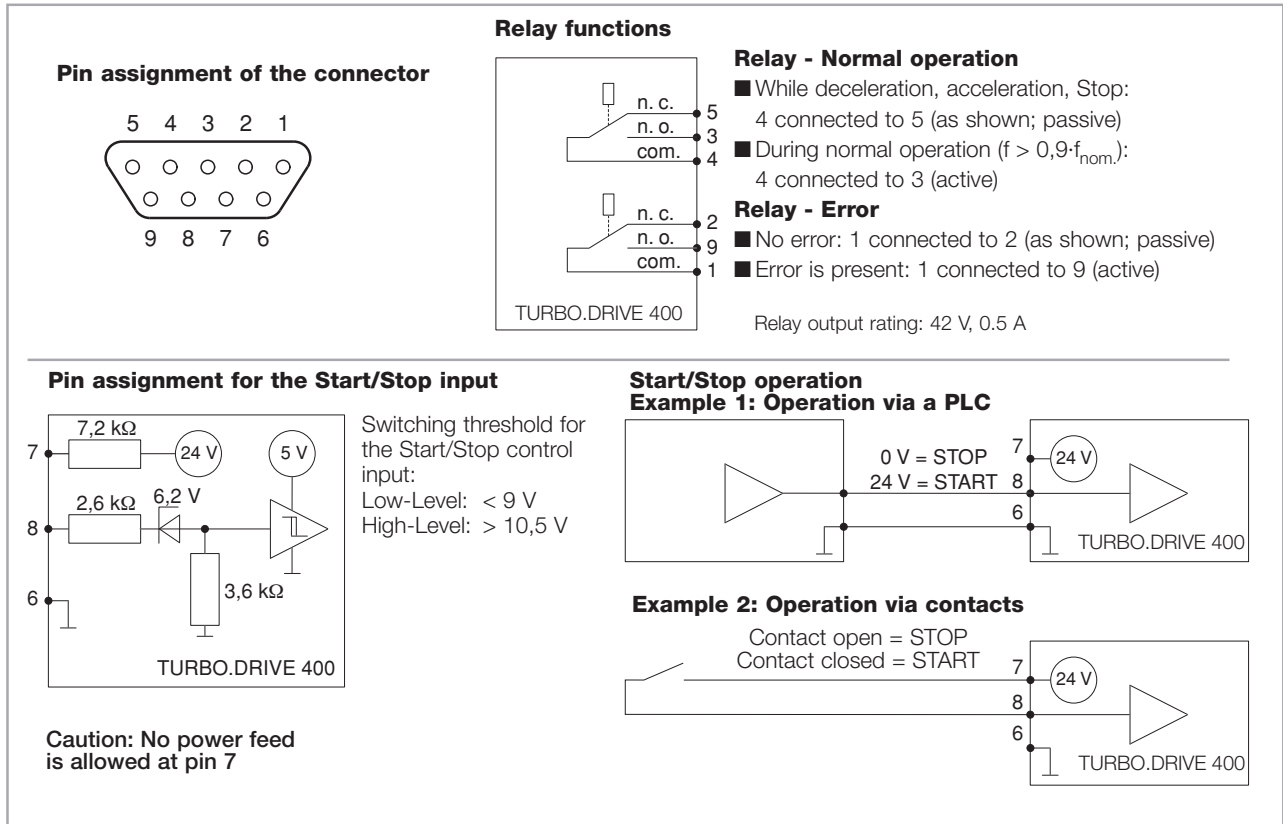 Pin assignment of the connector
5 4 3 2 1
9 8 7 6
Relay functions
n. c.
5
n. o.
3
com.
4
n. c.
2
n. o.
9
com.
1
TURBO.DRIVE 400
Relay - Normal operation
■ While deceleration, acceleration, Stop:
4 connected to 5 (as shown; passive)
■ During normal operation (f > 0,9·fnom.):
4 connected to 3 (active)
Relay - Error
■ No error: 1 connected to 2 (as shown; passive)
■ Error is present: 1 connected to 9 (active)
Relay output rating: 42 V, 0.5 A
Pin assignment for the Start/Stop input
7,2 kΩ
7
24 V
5 V
2,6 kΩ
6,2 V
8
3,6 kΩ
6
TURBO.DRIVE 400
Switching threshold for
the Start/Stop control
input:
Low-Level: < 9 V
High-Level: > 10,5 V
Caution: No power feed
is allowed at pin 7
Start/Stop operation
Example 1: Operation via a PLC
0 V = STOP
24 V = START
7
24 V
8
6
TURBO.DRIVE 400
Example 2: Operation via contacts
Contact open = STOP
Contact closed = START
7
24 V
8
6
TURBO.DRIVE 400